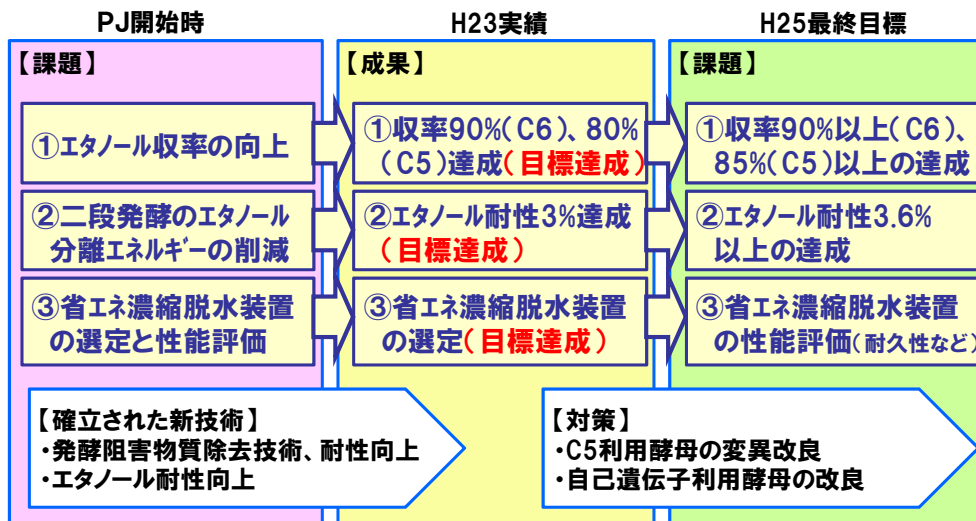 PJ開始時
H23実績
H25最終目標
【課題】
①エタノール収率の向上
②二段発酵のエタノール
分離エネルギーの削減
③省エネ濃縮脱水装置
の選定と性能評価
【成果】
①収率90%(C6)、80%
(C5)達成(目標達成)
②エタノール耐性3%達成
(目標達成)
③省エネ濃縮脱水装置
の選定(目標達成)
【課題】
①収率90%以上(C6)、
85%(C5)以上の達成
②エタノール耐性3.6%
以上の達成
③省エネ濃縮脱水装置
の性能評価(耐久性など)
【確立された新技術】
・発酵阻害物質除去技術、耐性向上
・エタノール耐性向上
【対策】
・C5利用酵母の変異改良
・自己遺伝子利用酵母の改良